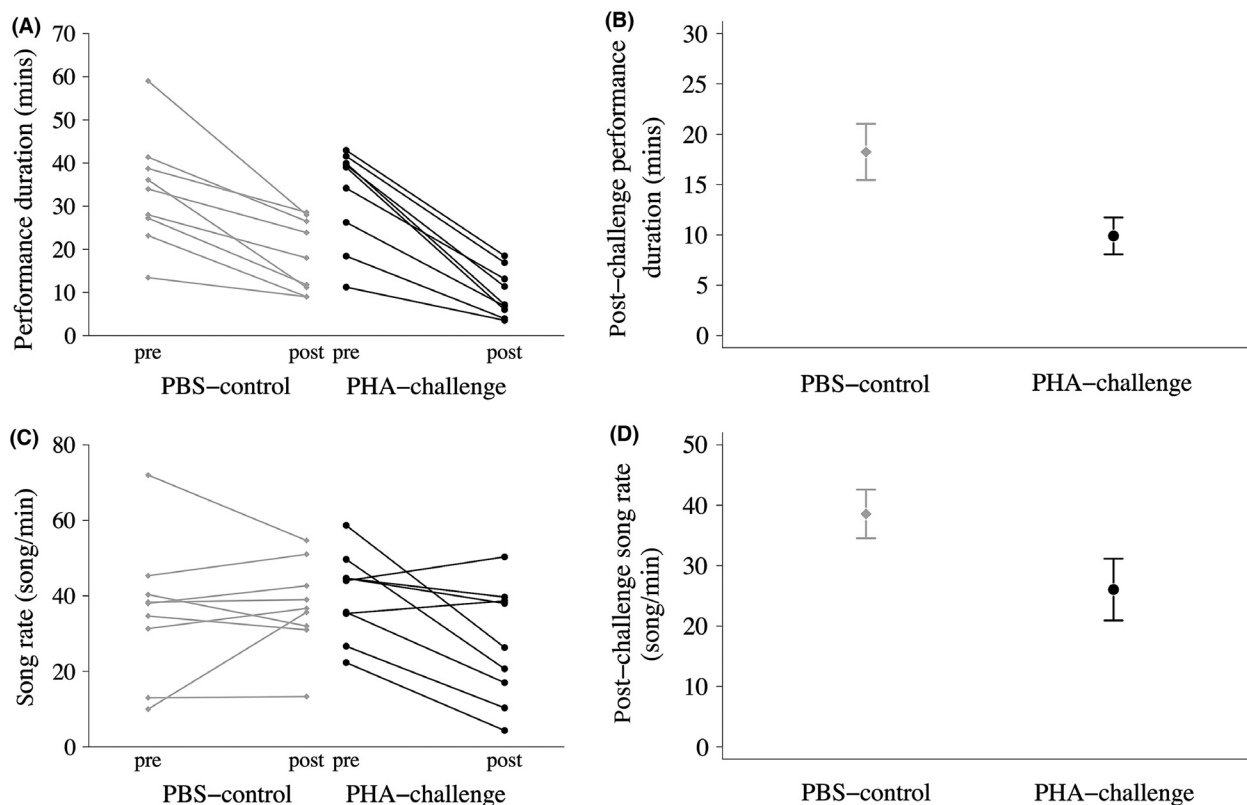 (A)
Performance duration (mins)
70
60
50
40
30
20
10
0
pre
post
pre
post
PBS–control
PHA–challenge
(B)
Post–challenge performance
duration (mins)
30
25
20
15
10
5
0
PBS–control
PHA–challenge
(C)
Song rate (song/min)
80
60
40
20
0
pre
post
pre
post
PBS–control
PHA–challenge
(D)
Post–challenge song rate
(song/min)
50
40
30
20
10
0
PBS–control
PHA–challenge